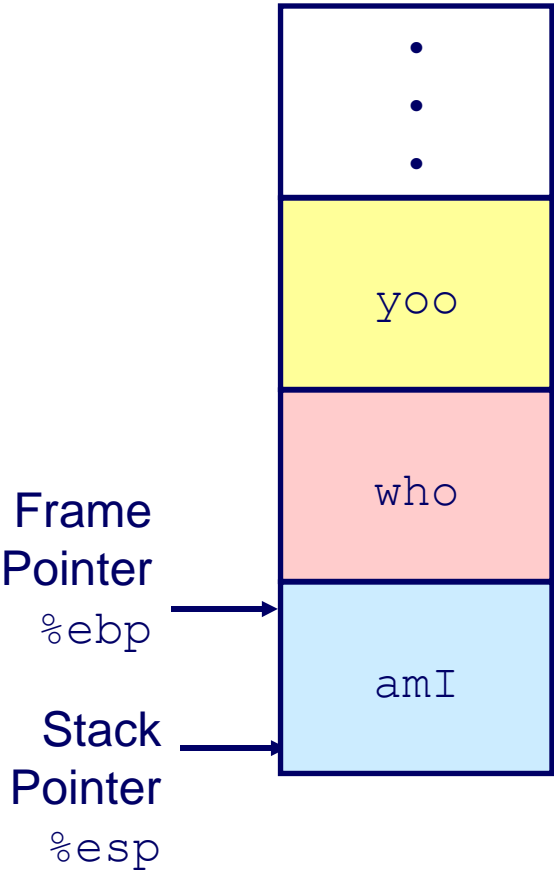 yoo
who
Frame
Pointer
%ebp
amI
Stack
Pointer
%esp